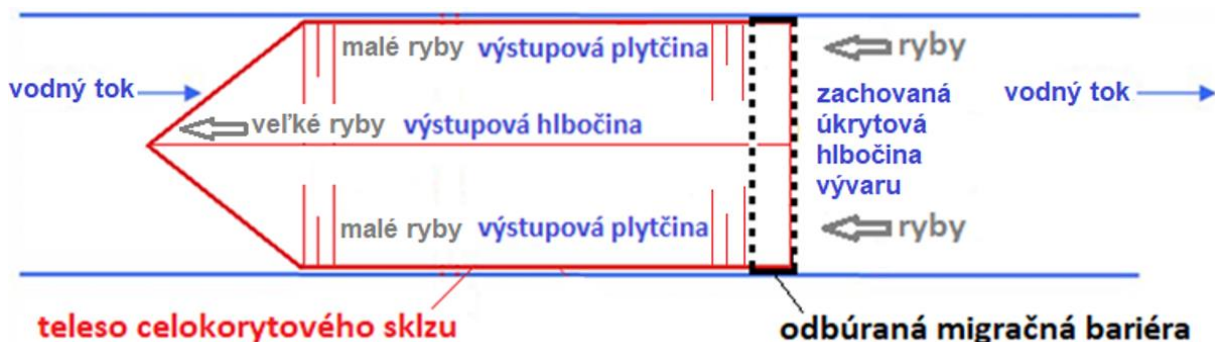 malé ryby výstupová plytčina
ryby
vodný tok
zachovaná
úkrytová
hlbočina
vývaru
vodný tok
veľké ryby výstupová hlbočina
malé ryby výstupová plytčina
ryby
teleso celokorytového sklzu
odbúraná migračná bariéra